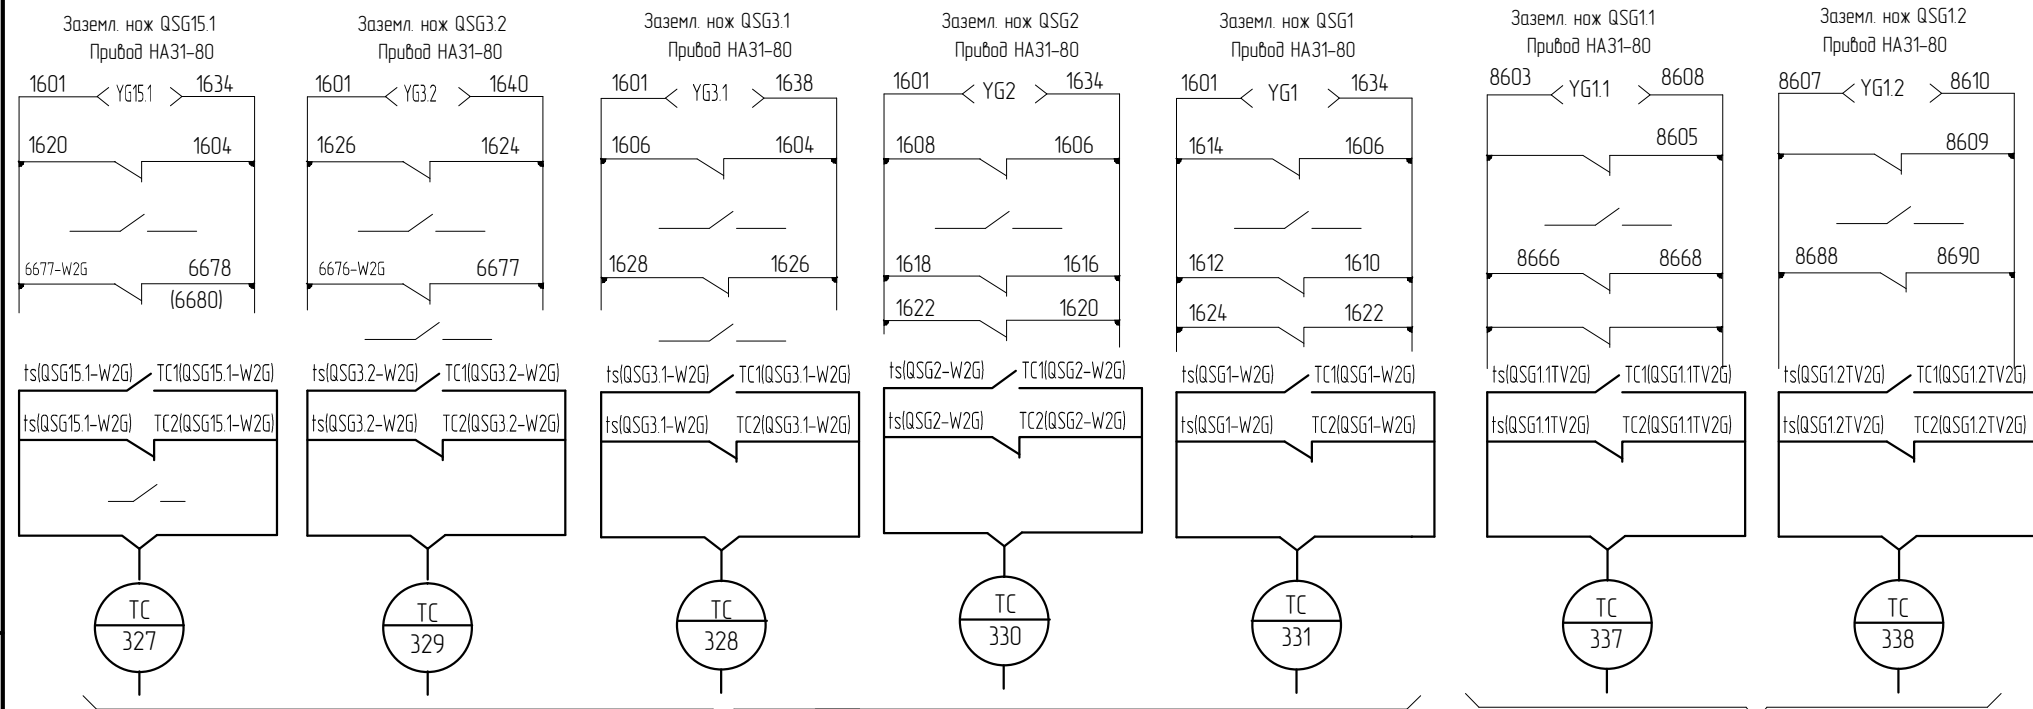 Заземл. нож QSG15.1
Привод НА31-80
1601 YG15.1 1634
1620 1604
6677-W2G 6678
(6680)
ts(QSG15.1-W2G) TC1(QSG15.1-W2G)
ts(QSG15.1-W2G) TC2(QSG15.1-W2G)
ТС
327
Заземл. нож QSG3.2
Привод НА31-80
1601 YG3.2 1640
1626 1624
6676-W2G 6677
ts(QSG3.2-W2G) TC1(QSG3.2-W2G)
ts(QSG3.2-W2G) TC2(QSG3.2-W2G)
ТС
329
Заземл. нож QSG3.1
Привод НА31-80
1601 YG3.1 1638
1606 1604
1628 1626
ts(QSG3.1-W2G) TC1(QSG3.1-W2G)
ts(QSG3.1-W2G) TC2(QSG3.1-W2G)
ТС
328
Заземл. нож QSG2
Привод НА31-80
1601 YG2 1634
1608 1606
1618 1616
1622 1620
ts(QSG2-W2G) TC1(QSG2-W2G)
ts(QSG2-W2G) TC2(QSG2-W2G)
ТС
330
Заземл. нож QSG1
Привод НА31-80
1601 YG1 1634
1614 1606
1612 1610
1624 1622
ts(QSG1-W2G) TC1(QSG1-W2G)
ts(QSG1-W2G) TC2(QSG1-W2G)
ТС
331
Заземл. нож QSG1.1
Привод НА31-80
8603 YG1.1 8608
8605
8666 8668
ts(QSG1.1TV2G) TC1(QSG1.1TV2G)
ts(QSG1.1TV2G) TC2(QSG1.1TV2G)
ТС
337
Заземл. нож QSG1.2
Привод НА31-80
8607 YG1.2 8610
8609
8688 8690
ts(QSG1.2TV2G) TC1(QSG1.2TV2G)
ts(QSG1.2TV2G) TC2(QSG1.2TV2G)
ТС
338